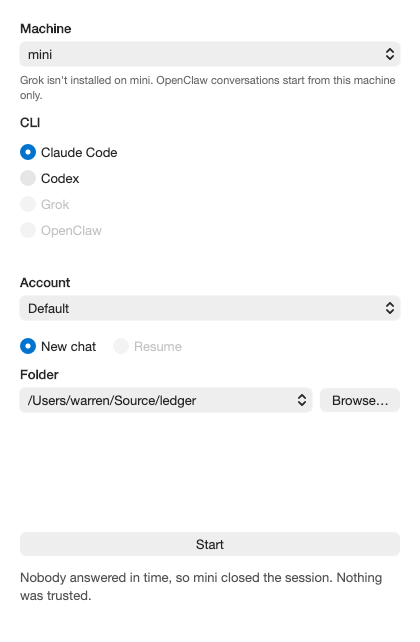 Machine
mini
Grok isn't installed on mini. OpenClaw conversations start from this machine
only.
CLI
Claude Code
Codex
Grok
OpenClaw
Account
Default
New chat Resume
Folder
/Users/warren/Source/ledger Browse…
Start
Nobody answered in time, so mini closed the session. Nothing
was trusted.